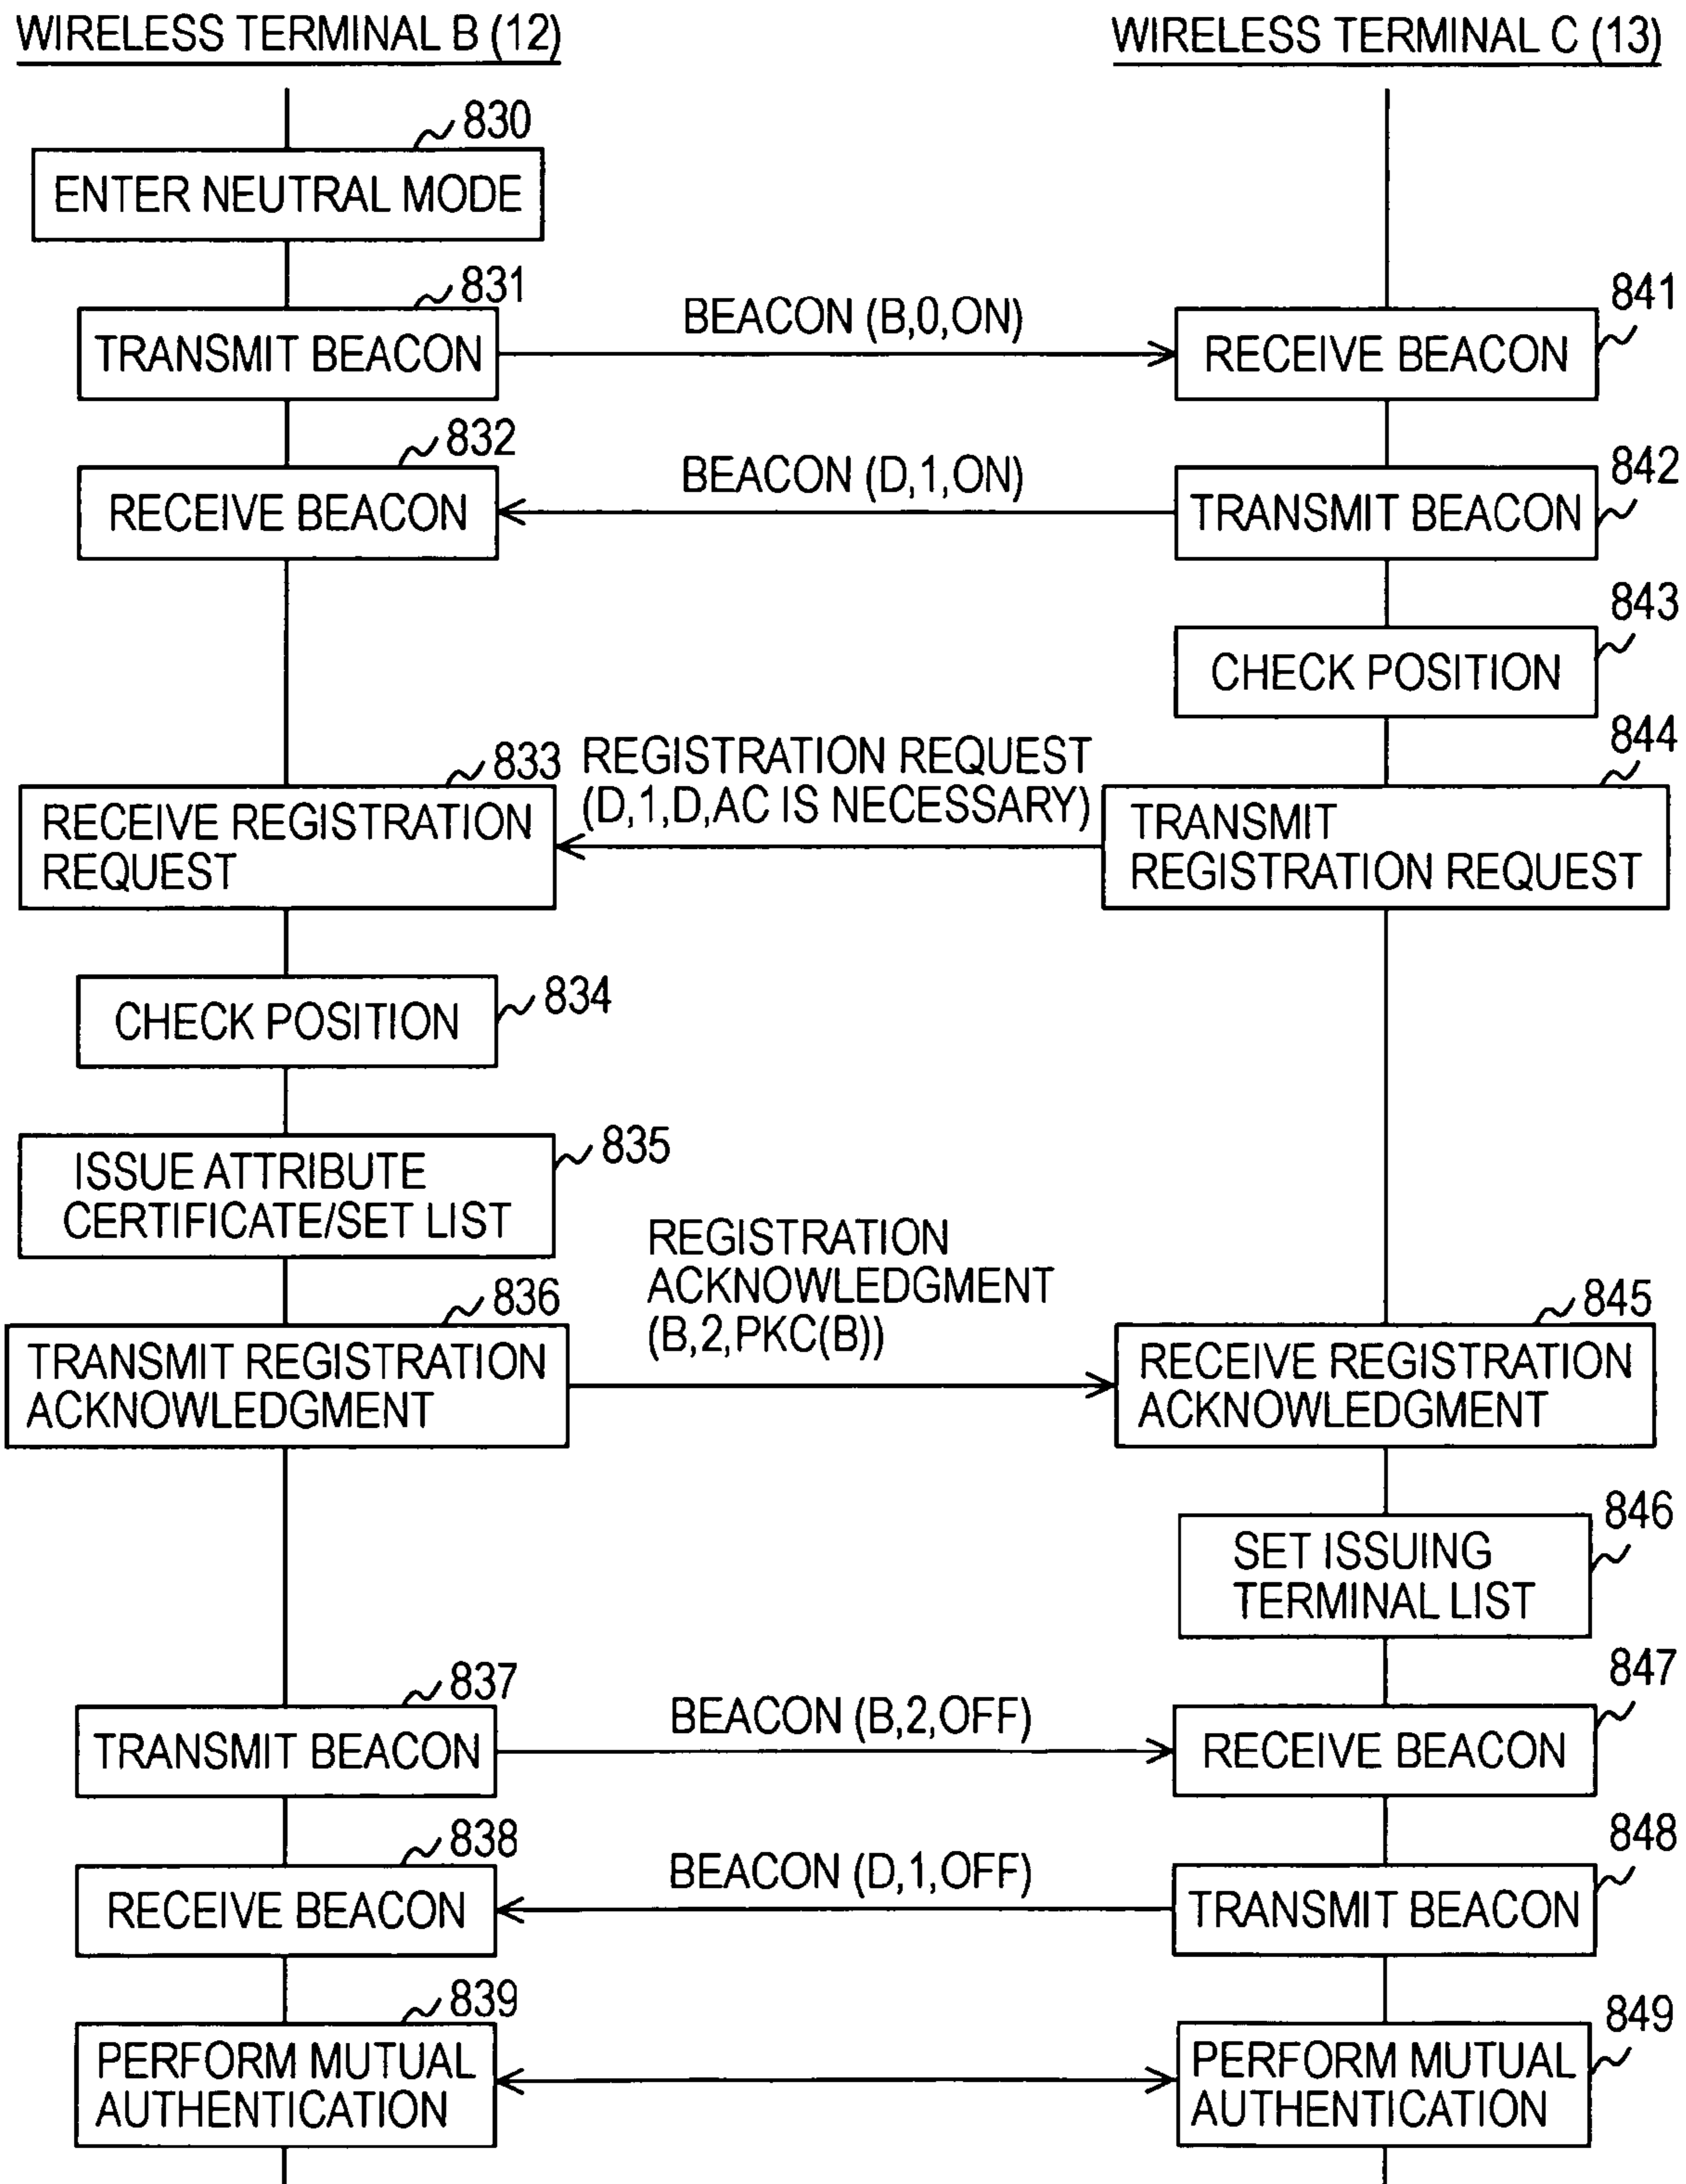 WIRELESS TERMINAL B (12)
WIRELESS TERMINAL C (13)
830
ENTER NEUTRAL MODE
831
TRANSMIT BEACON
BEACON (B,0,ON)
841
RECEIVE BEACON
832
RECEIVE BEACON
BEACON (D,1,ON)
842
TRANSMIT BEACON
843
CHECK POSITION
833
RECEIVE REGISTRATION
REQUEST
REGISTRATION REQUEST
(D,1,D,AC IS NECESSARY)
844
TRANSMIT
REGISTRATION REQUEST
834
CHECK POSITION
835
ISSUE ATTRIBUTE
CERTIFICATE/SET LIST
836
TRANSMIT REGISTRATION
ACKNOWLEDGMENT
REGISTRATION
ACKNOWLEDGMENT
(B,2,PKC(B))
845
RECEIVE REGISTRATION
ACKNOWLEDGMENT
846
SET ISSUING
TERMINAL LIST
837
TRANSMIT BEACON
BEACON (B,2,OFF)
847
RECEIVE BEACON
838
RECEIVE BEACON
BEACON (D,1,OFF)
848
TRANSMIT BEACON
839
PERFORM MUTUAL
AUTHENTICATION
849
PERFORM MUTUAL
AUTHENTICATION